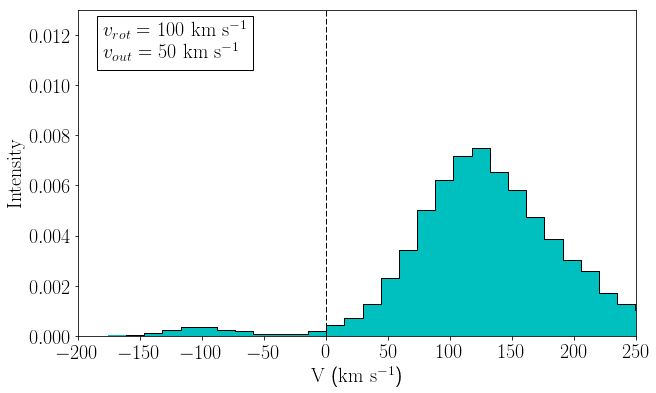 v_rot = 100 km s⁻¹
v_out = 50 km s⁻¹
Intensity
0.012
0.010
0.008
0.006
0.004
0.002
0.000
−200 −150 −100 −50 0 50 100 150 200 250
V (km s⁻¹)